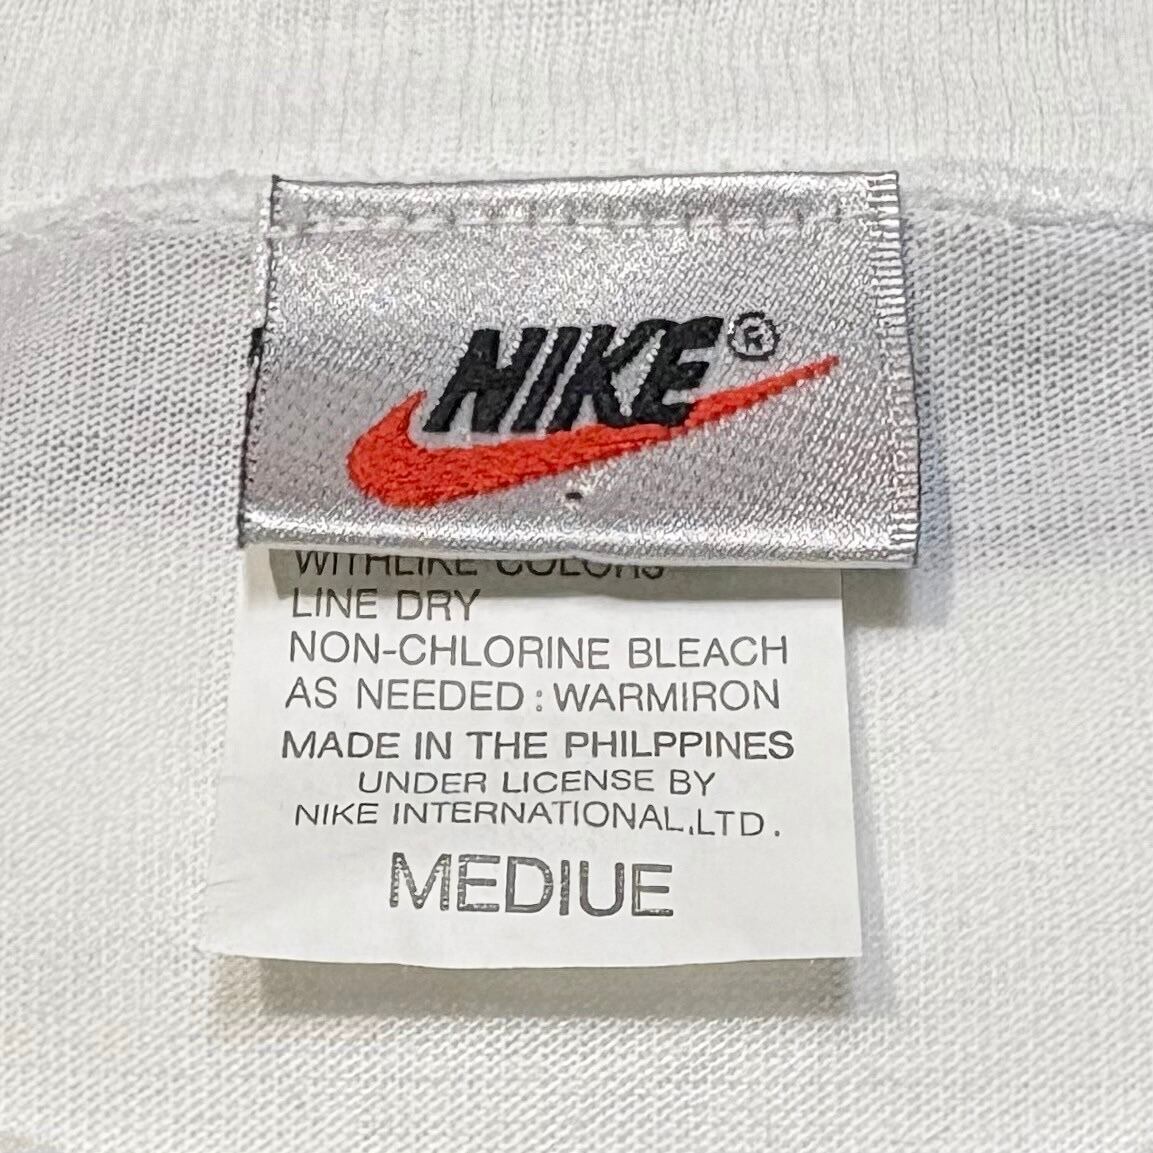 NIKE®
WITHLIKE COLORS
LINE DRY
NON-CHLORINE BLEACH
AS NEEDED : WARMIRON
MADE IN THE PHILPPINES
UNDER LICENSE BY
NIKE INTERNATIONAL,LTD.
MEDIUE